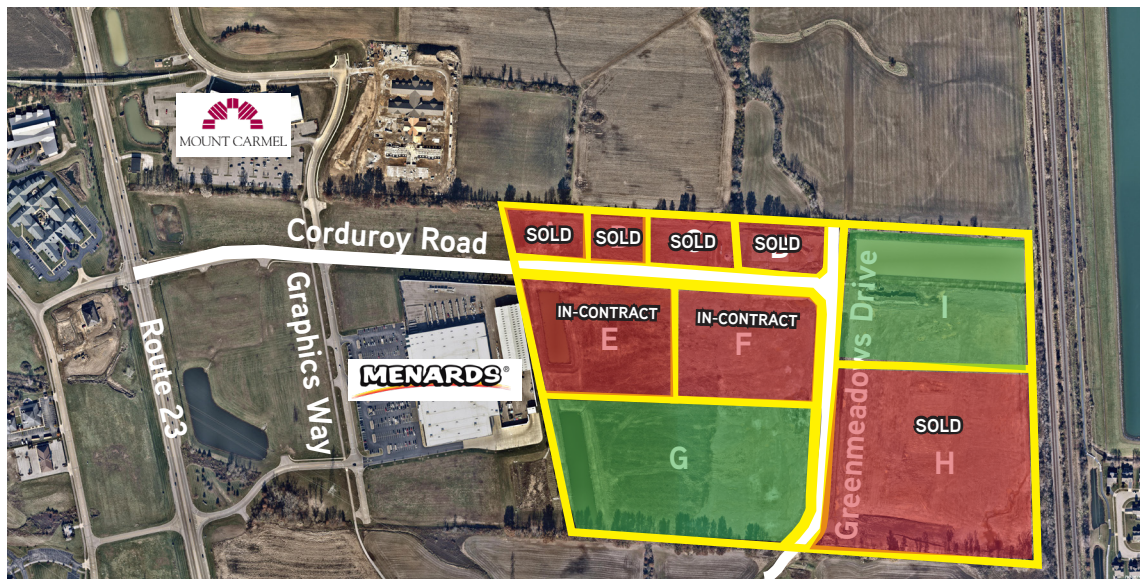 MOUNT CARMEL
Corduroy Road
SOLD
SOLD
SOLD
SOLD
Graphics Way
Route 23
MENARDS®
IN-CONTRACT
E
IN-CONTRACT
F
G
Greenmeadows Drive
I
SOLD
H